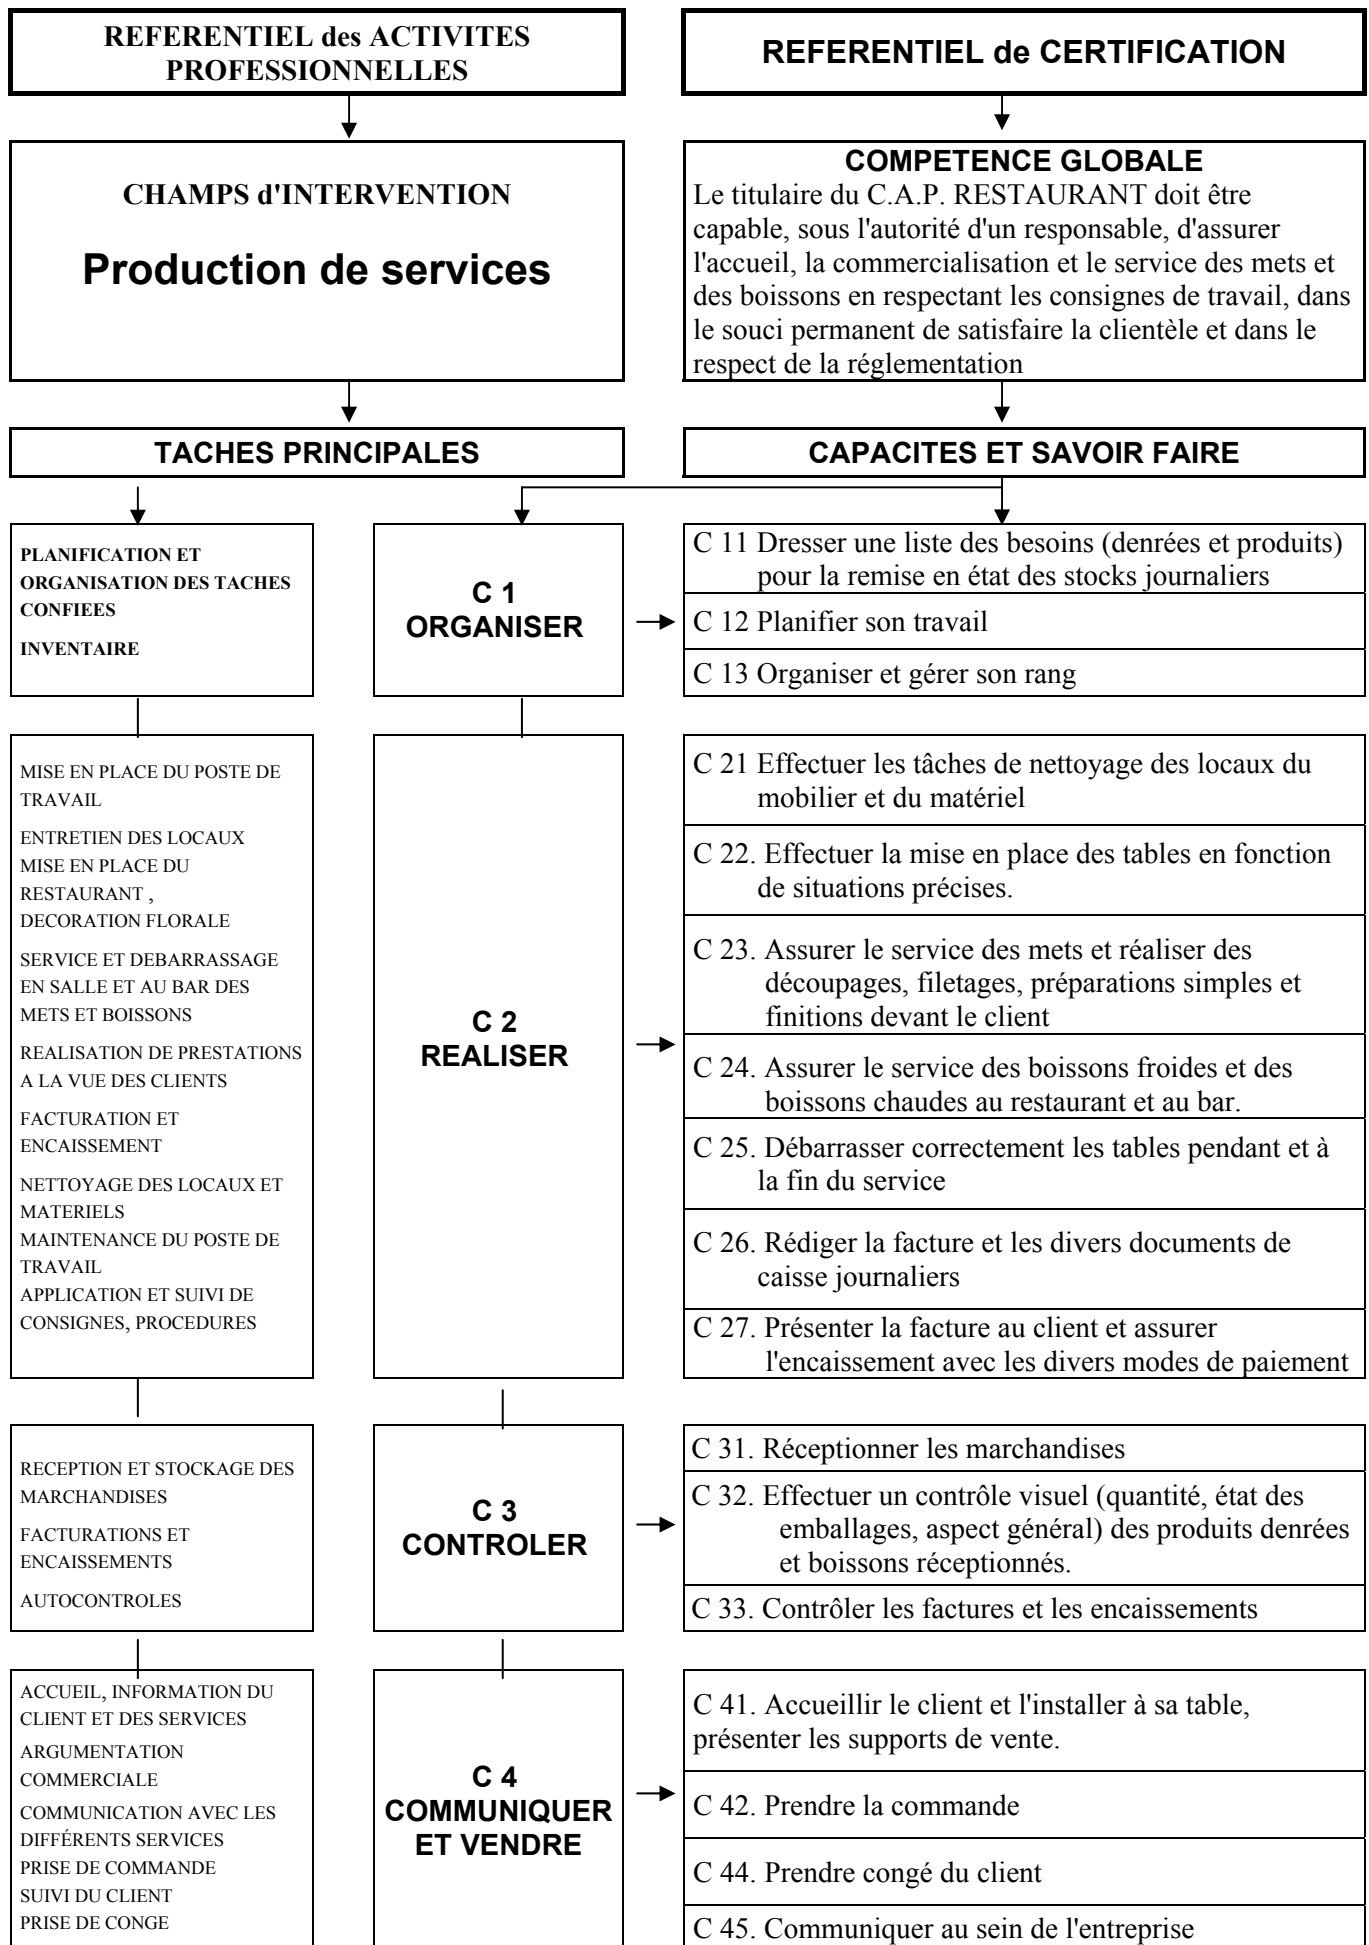 REFERENTIEL des ACTIVITES
PROFESSIONNELLES
REFERENTIEL de CERTIFICATION
CHAMPS d'INTERVENTION
Production de services
COMPETENCE GLOBALE
Le titulaire du C.A.P. RESTAURANT doit être
capable, sous l'autorité d'un responsable, d'assurer
l'accueil, la commercialisation et le service des mets et
des boissons en respectant les consignes de travail, dans
le souci permanent de satisfaire la clientèle et dans le
respect de la réglementation
TACHES PRINCIPALES
CAPACITES ET SAVOIR FAIRE
PLANIFICATION ET
ORGANISATION DES TACHES
CONFIEES
INVENTAIRE
C 1
ORGANISER
C 11 Dresser une liste des besoins (denrées et produits)
pour la remise en état des stocks journaliers
C 12 Planifier son travail
C 13 Organiser et gérer son rang
MISE EN PLACE DU POSTE DE
TRAVAIL
ENTRETIEN DES LOCAUX
MISE EN PLACE DU
RESTAURANT ,
DECORATION FLORALE
SERVICE ET DEBARRASSAGE
EN SALLE ET AU BAR DES
METS ET BOISSONS
REALISATION DE PRESTATIONS
A LA VUE DES CLIENTS
FACTURATION ET
ENCAISSEMENT
NETTOYAGE DES LOCAUX ET
MATERIELS
MAINTENANCE DU POSTE DE
TRAVAIL
APPLICATION ET SUIVI DE
CONSIGNES, PROCEDURES
C 2
REALISER
C 21 Effectuer les tâches de nettoyage des locaux du
mobilier et du matériel
C 22. Effectuer la mise en place des tables en fonction
de situations précises.
C 23. Assurer le service des mets et réaliser des
découpages, filetages, préparations simples et
finitions devant le client
C 24. Assurer le service des boissons froides et des
boissons chaudes au restaurant et au bar.
C 25. Débarrasser correctement les tables pendant et à
la fin du service
C 26. Rédiger la facture et les divers documents de
caisse journaliers
C 27. Présenter la facture au client et assurer
l'encaissement avec les divers modes de paiement
RECEPTION ET STOCKAGE DES
MARCHANDISES
FACTURATIONS ET
ENCAISSEMENTS
AUTOCONTROLES
C 3
CONTROLER
C 31. Réceptionner les marchandises
C 32. Effectuer un contrôle visuel (quantité, état des
emballages, aspect général) des produits denrées
et boissons réceptionnés.
C 33. Contrôler les factures et les encaissements
ACCUEIL, INFORMATION DU
CLIENT ET DES SERVICES
ARGUMENTATION
COMMERCIALE
COMMUNICATION AVEC LES
DIFFÉRENTS SERVICES
PRISE DE COMMANDE
SUIVI DU CLIENT
PRISE DE CONGE
C 4
COMMUNIQUER
ET VENDRE
C 41. Accueillir le client et l'installer à sa table,
présenter les supports de vente.
C 42. Prendre la commande
C 44. Prendre congé du client
C 45. Communiquer au sein de l'entreprise